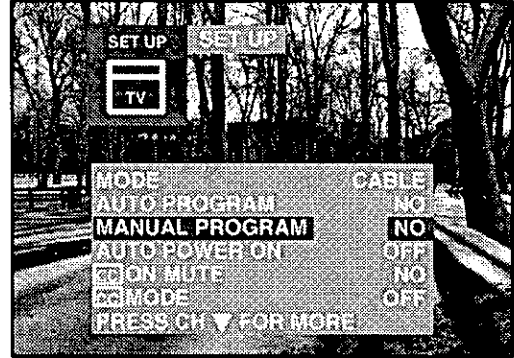 SET UP SET UP
TV
MODE CABLE
AUTO PROGRAM NO
MANUAL PROGRAM NO
AUTO POWER ON OFF
CC ON MUTE NO
CC MODE OFF
PRESS CH ▼ FOR MORE